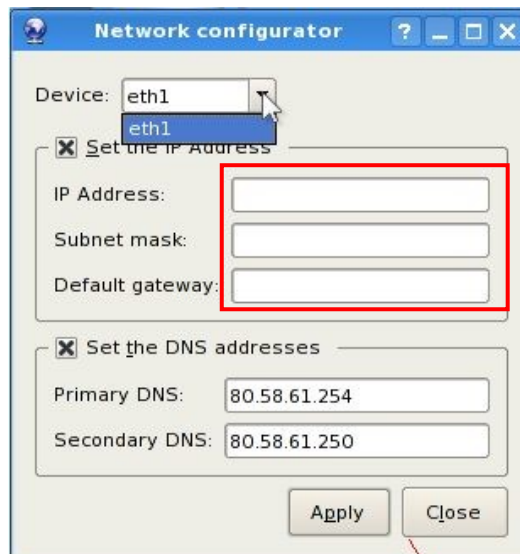 Network configurator ?
Device: eth1
eth1
Set the IP Address
IP Address:
Subnet mask:
Default gateway:
Set the DNS addresses
Primary DNS: 80.58.61.254
Secondary DNS: 80.58.61.250
Apply Close